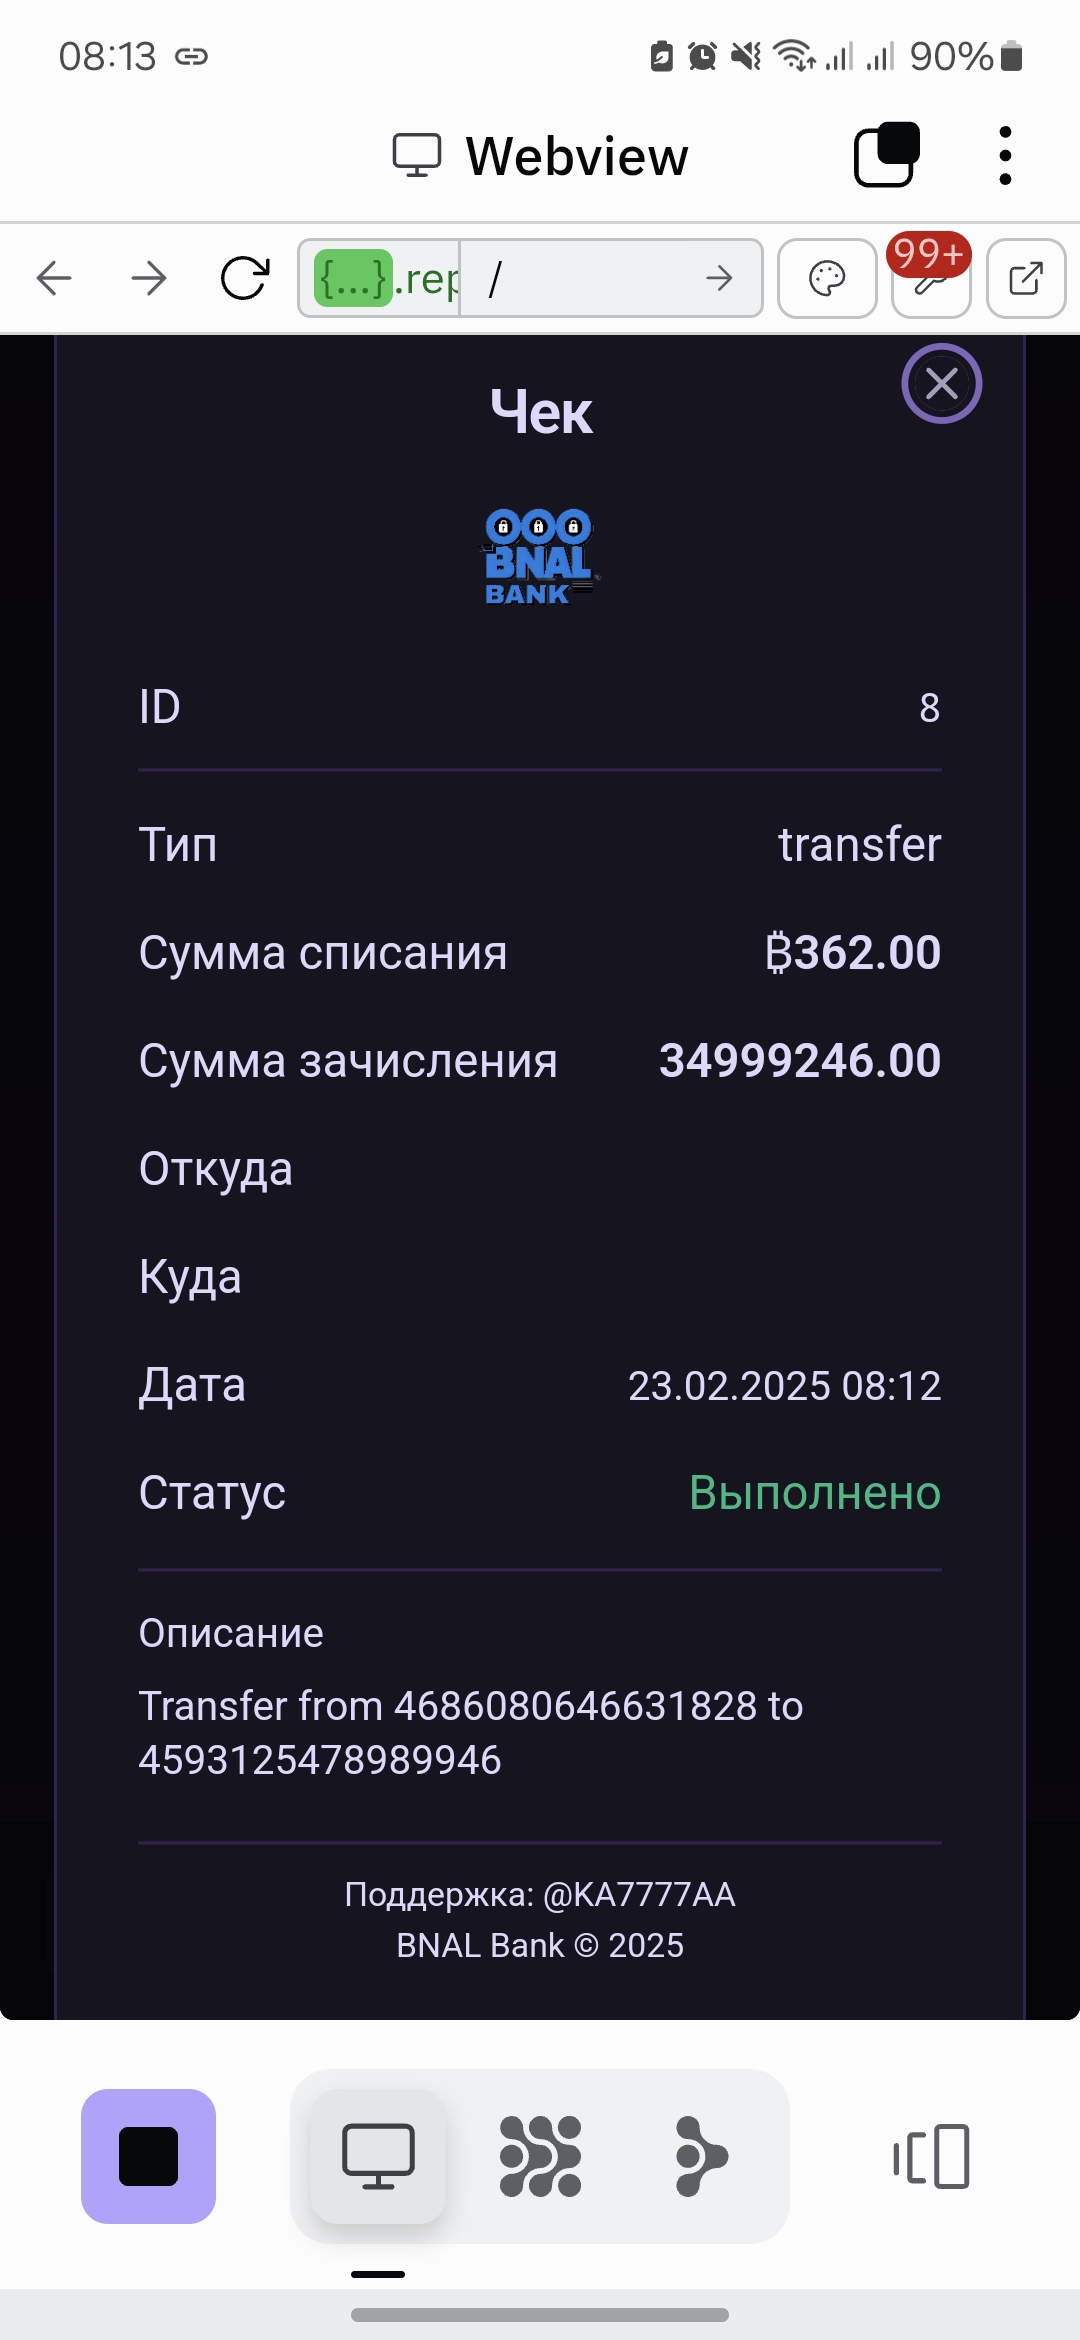 08:13
90%
Webview
{...}.rep /
99+
Чек
BNAL
BANK
ID 8
Тип transfer
Сумма списания ₿362.00
Сумма зачисления 34999246.00
Откуда
Куда
Дата 23.02.2025 08:12
Статус Выполнено
Описание
Transfer from 4686080646631828 to
4593125478989946
Поддержка: @KA7777AA
BNAL Bank © 2025